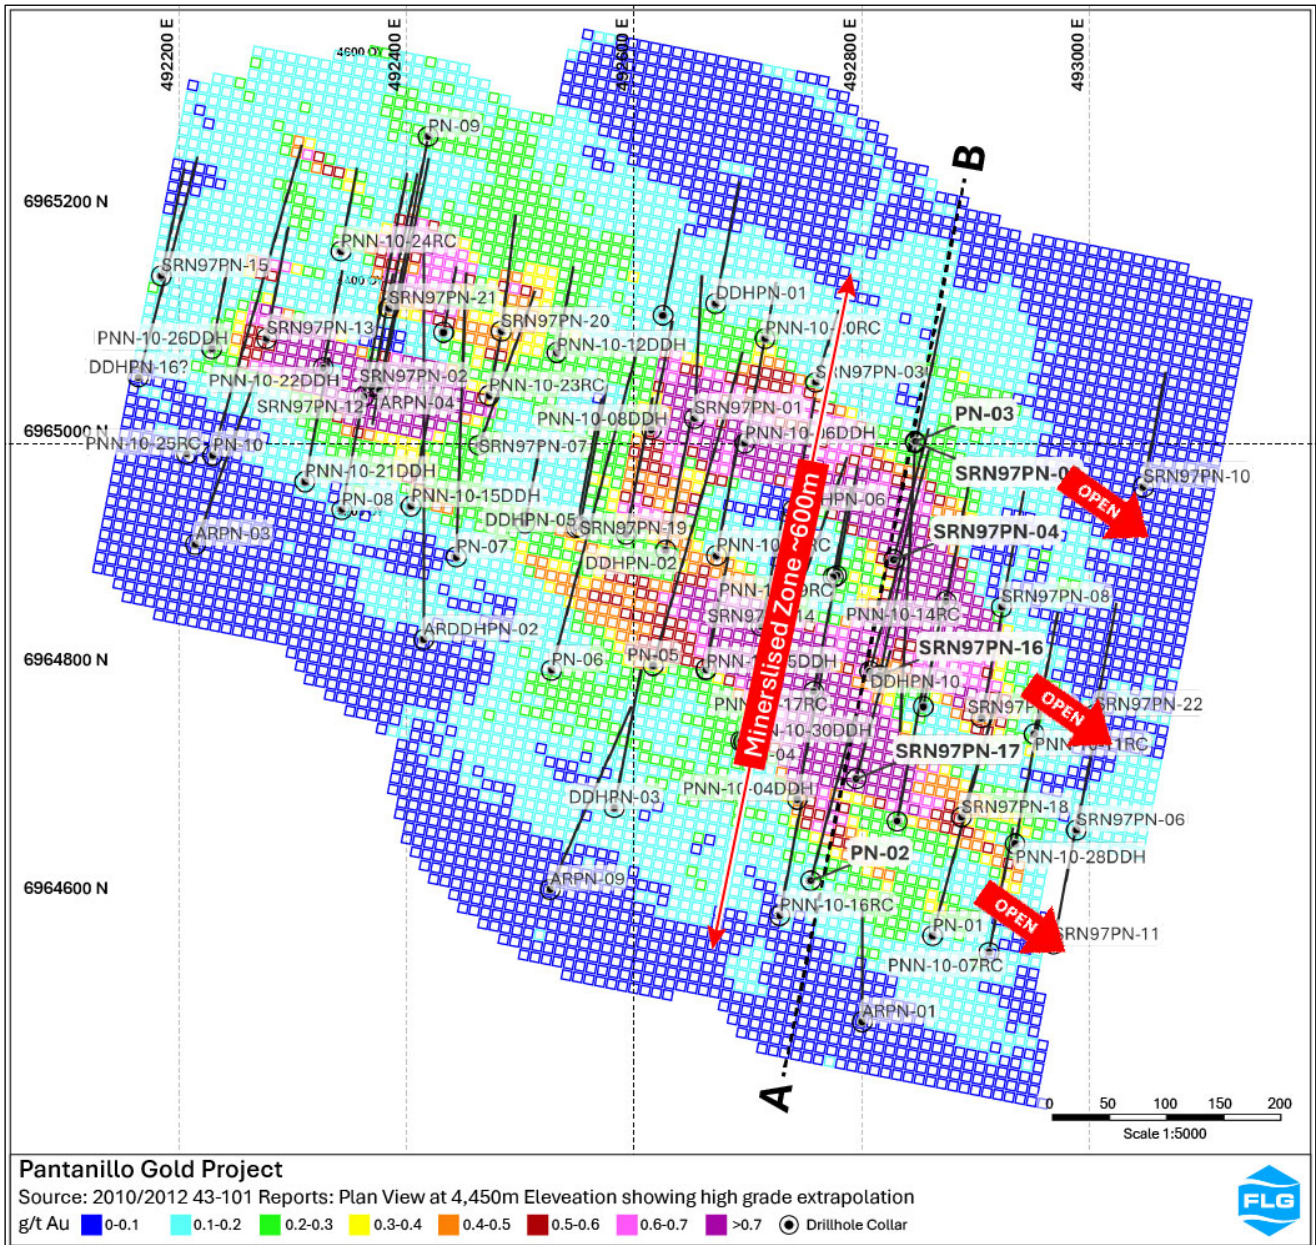 492200 E
492400 E
492600 E
492800 E
493000 E
B
PN-09
6965200 N
PNN-10-24RC
SRN97PN-15
SRN97PN-21
DDHPN-01
SRN97PN-13
SRN97PN-20
PNN-10-26DDH
PNN-10-12DDH
DDHPN-16?
SRN97PN-02
SRN97PN-03
PNN-10-22DDH
PNN-10-23RC
SRN97PN-12
ARPN-04
SRN97PN-01
PN-03
PNN-10-08DDH
6965000 N
PNN-10-25RC
PN-10
SRN97PN-07
PNN-10-06DDH
PNN-10-21DDH
SRN97PN-10
OPEN
PN-08
PNN-10-15DDH
DDHPN-05
SRN97PN-19
SRN97PN-04
ARPN-03
PN-07
DDHPN-02
SRN97PN-08
PNN-10-14RC
Minerslised Zone ~600m
ARDDHPN-02
SRN97PN-16
6964800 N
PN-06
PN-05
DDHPN-10
OPEN
SRN97PN-22
SRN97PN-17
DDHPN-03
PNN-10-04DDH
SRN97PN-18
SRN97PN-06
PN-02
PNN-10-28DDH
6964600 N
ARPN-09
PNN-10-16RC
OPEN
PN-01
SRN97PN-11
PNN-10-07RC
ARPN-01
A
0 50 100 150 200
Scale 1:5000
Pantanillo Gold Project
Source: 2010/2012 43-101 Reports: Plan View at 4,450m Eleveation showing high grade extrapolation
g/t Au 0-0.1 0.1-0.2 0.2-0.3 0.3-0.4 0.4-0.5 0.5-0.6 0.6-0.7 >0.7 Drillhole Collar
FLG